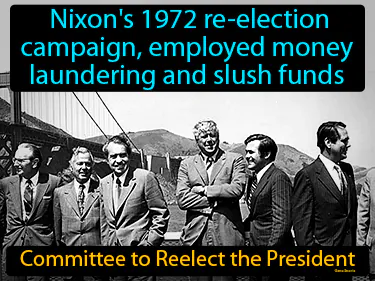 Nixon's 1972 re-election
campaign, employed money
laundering and slush funds
Committee to Reelect the President